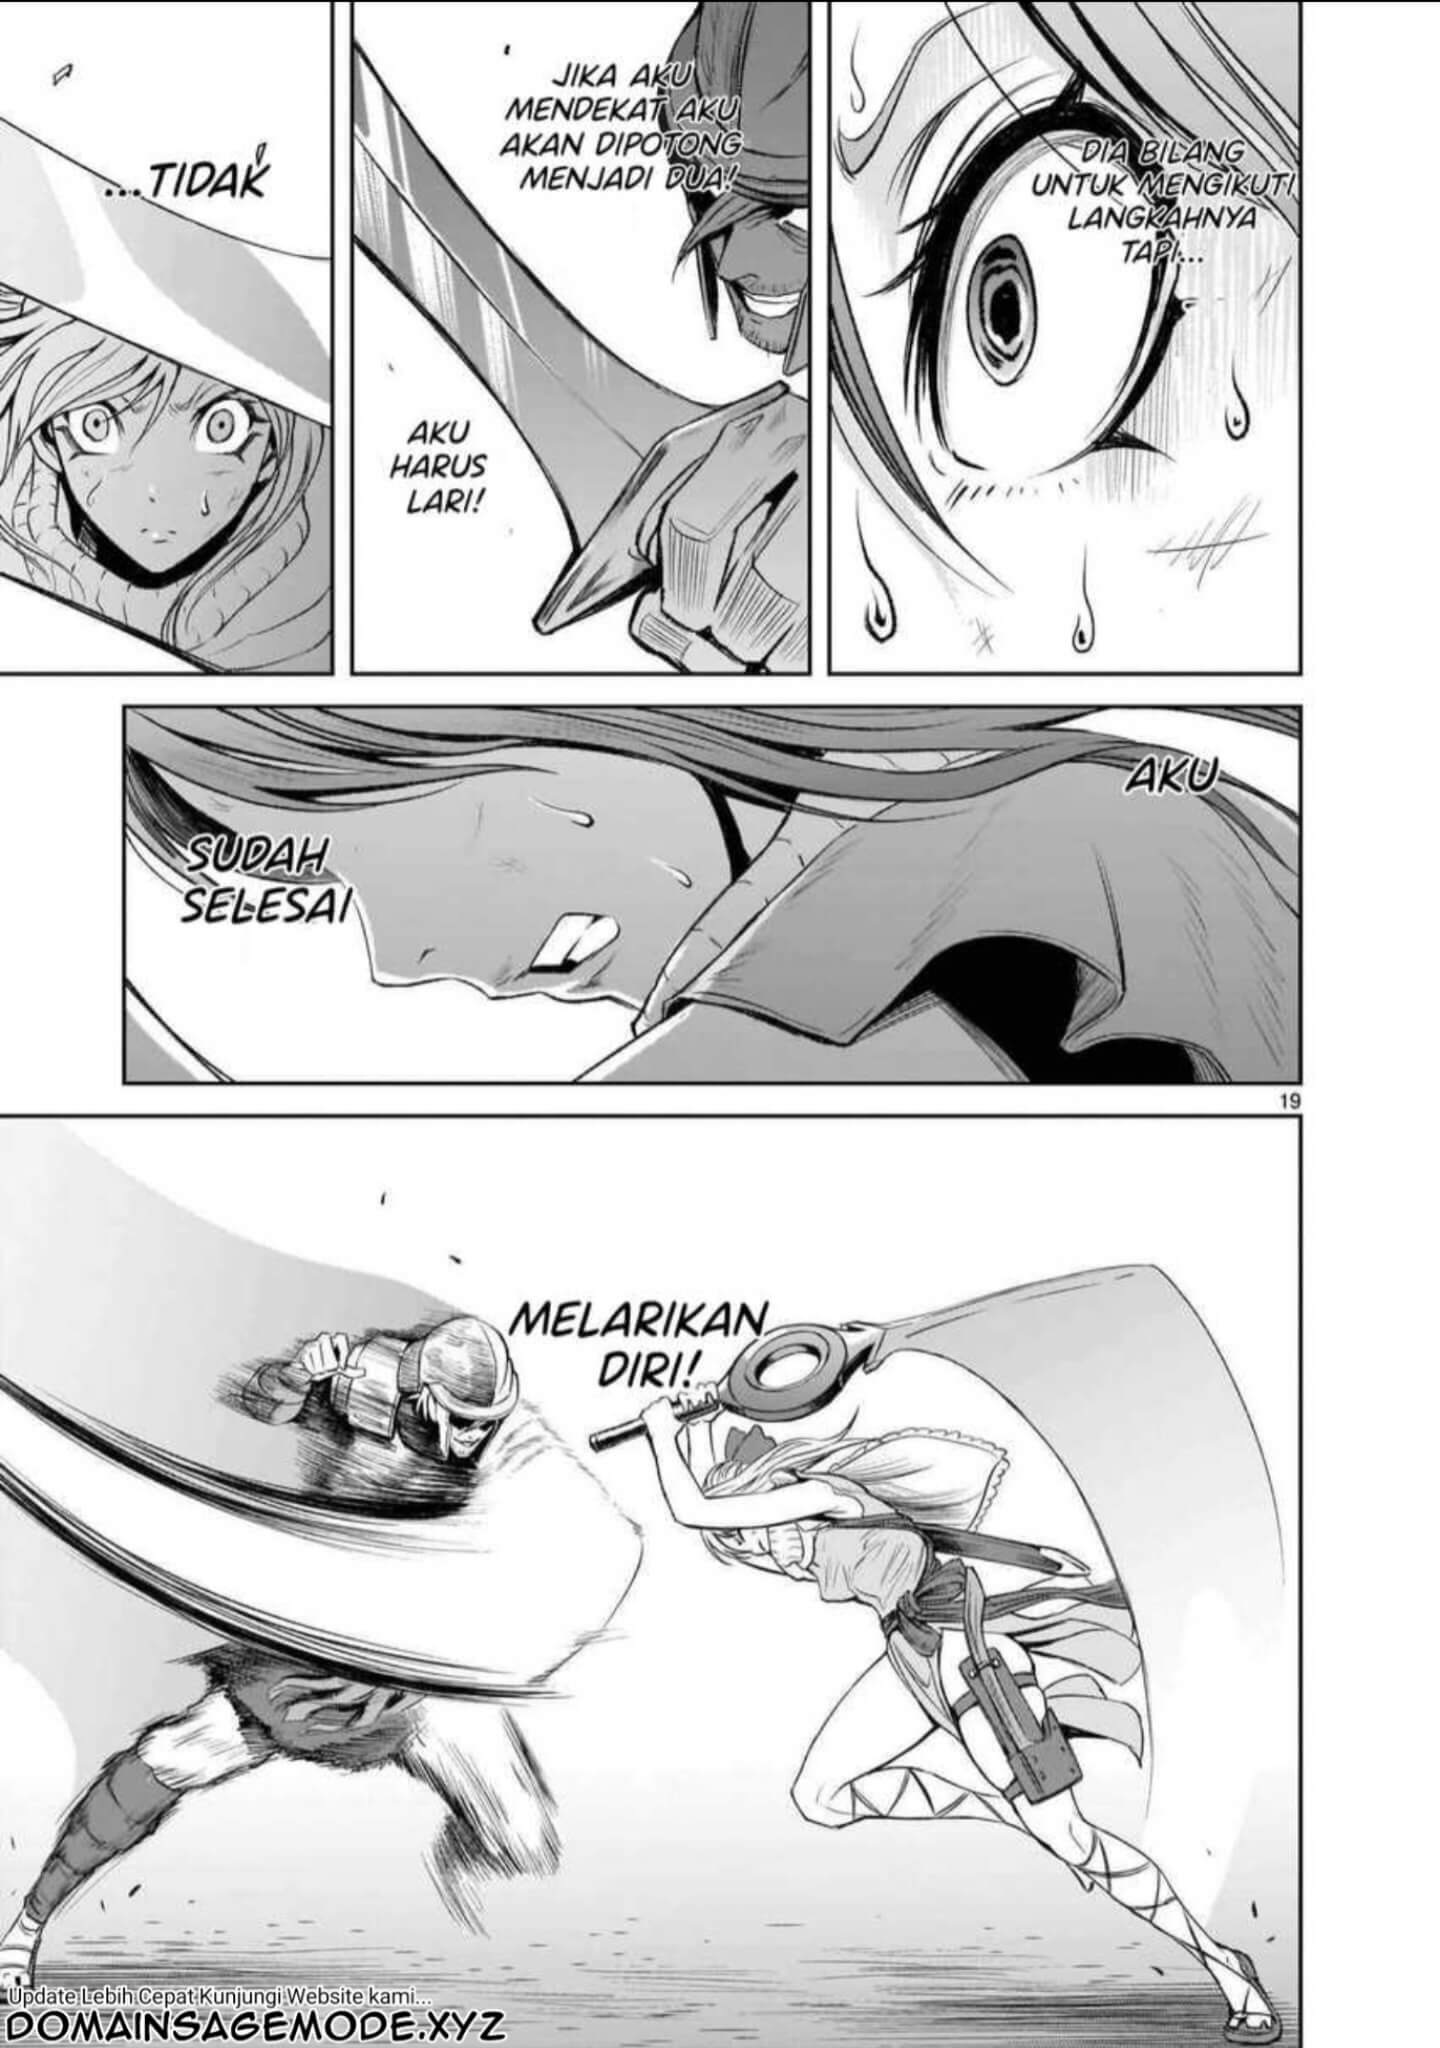 DIA BILANG
UNTUK MENGIKUTI
LANGKAHNYA
TAPI...
JIKA AKU
MENDEKAT AKU
AKAN DIPOTONG
MENJADI DUA!
AKU
HARUS
LARI!
...TIDAK
AKU
SUDAH
SELESAI
19
MELARIKAN
DIRI!
Update Lebih Cepat Kunjungi Website kami...
DOMAINSAGEMODE.XYZ